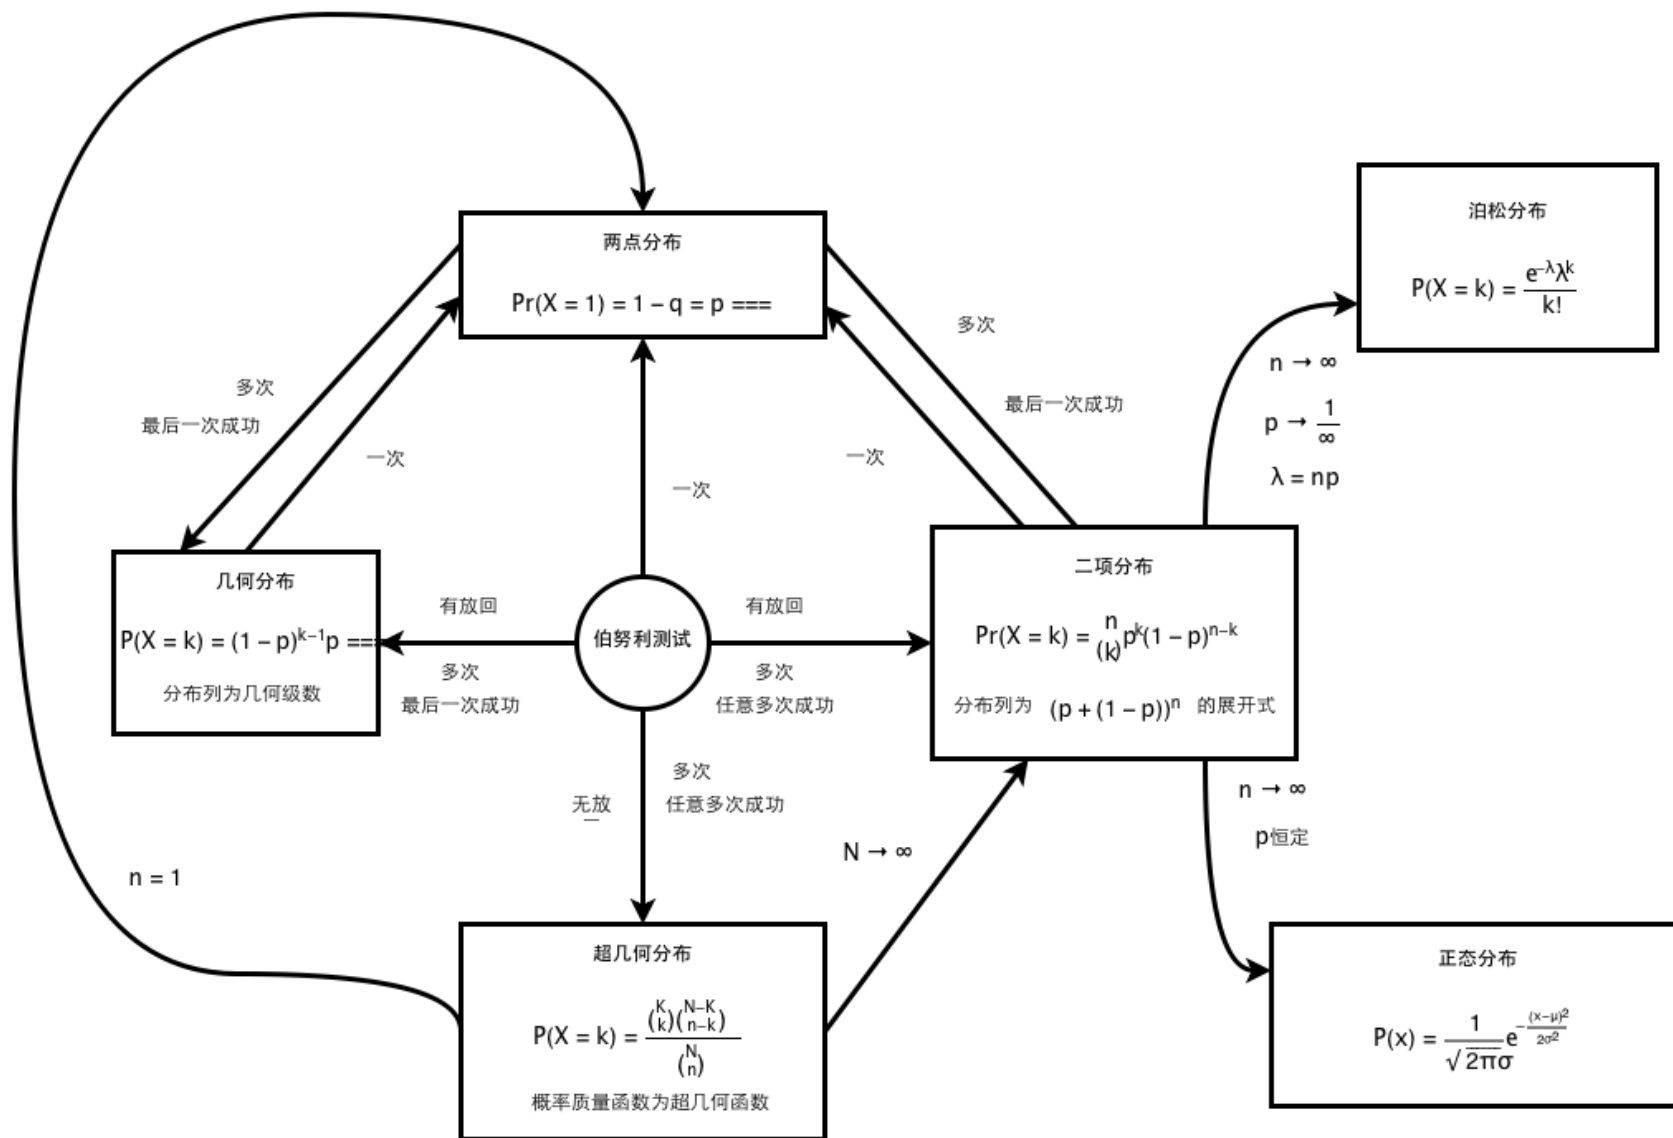 两点分布
Pr(X = 1) = 1 – q = p ===
泊松分布
P(X = k) = e^{-λ}λ^k / k!
多次
最后一次成功
一次
一次
一次
多次
最后一次成功
n → ∞
p → 1/∞
λ = np
几何分布
P(X = k) = (1 – p)^{k–1}p ===
分布列为几何级数
有放回
多次
最后一次成功
伯努利测试
有放回
多次
任意多次成功
二项分布
Pr(X = k) = (n k) p^k(1 – p)^{n–k}
分布列为 (p + (1 – p))^n 的展开式
无放
多次
任意多次成功
N → ∞
n → ∞
p恒定
n = 1
超几何分布
P(X = k) = (K k)(N–K n–k) / (N n)
概率质量函数为超几何函数
正态分布
P(x) = 1/(√2πσ) e^{-(x–μ)²/2σ²}